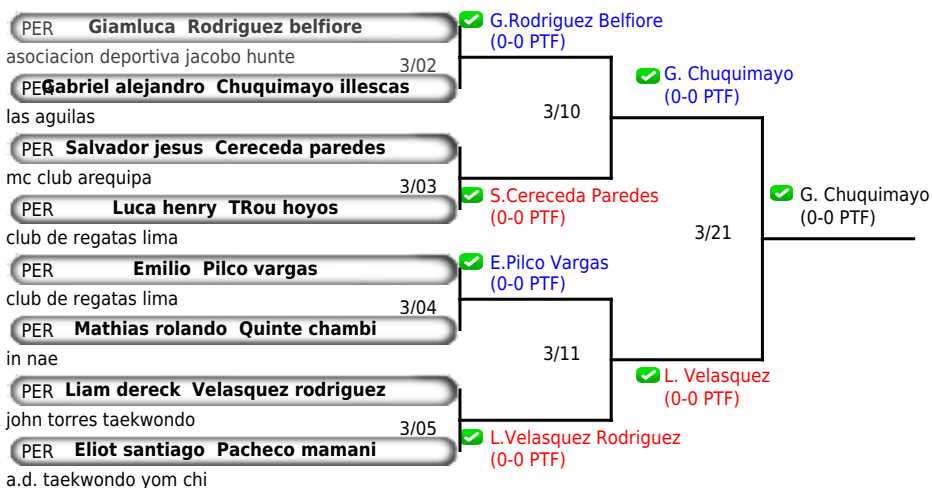 PER Giamluca Rodriguez belfiore
asociacion deportiva jacobo hunte
3/02
PER Gabriel alejandro Chuquimayo illescas
las aguilas
PER Salvador jesus Cereceda paredes
mc club arequipa
3/03
PER Luca henry TRou hoyos
club de regatas lima
PER Emilio Pilco vargas
club de regatas lima
3/04
PER Mathias rolando Quinte chambi
in nae
PER Liam dereck Velasquez rodriguez
john torres taekwondo
3/05
PER Eliot santiago Pacheco mamani
a.d. taekwondo yom chi
G.Rodriguez Belfiore
(0-0 PTF)
3/10
S.Cereceda Paredes
(0-0 PTF)
E.Pilco Vargas
(0-0 PTF)
3/11
L.Velasquez Rodriguez
(0-0 PTF)
G. Chuquimayo
(0-0 PTF)
3/21
L. Velasquez
(0-0 PTF)
G. Chuquimayo
(0-0 PTF)